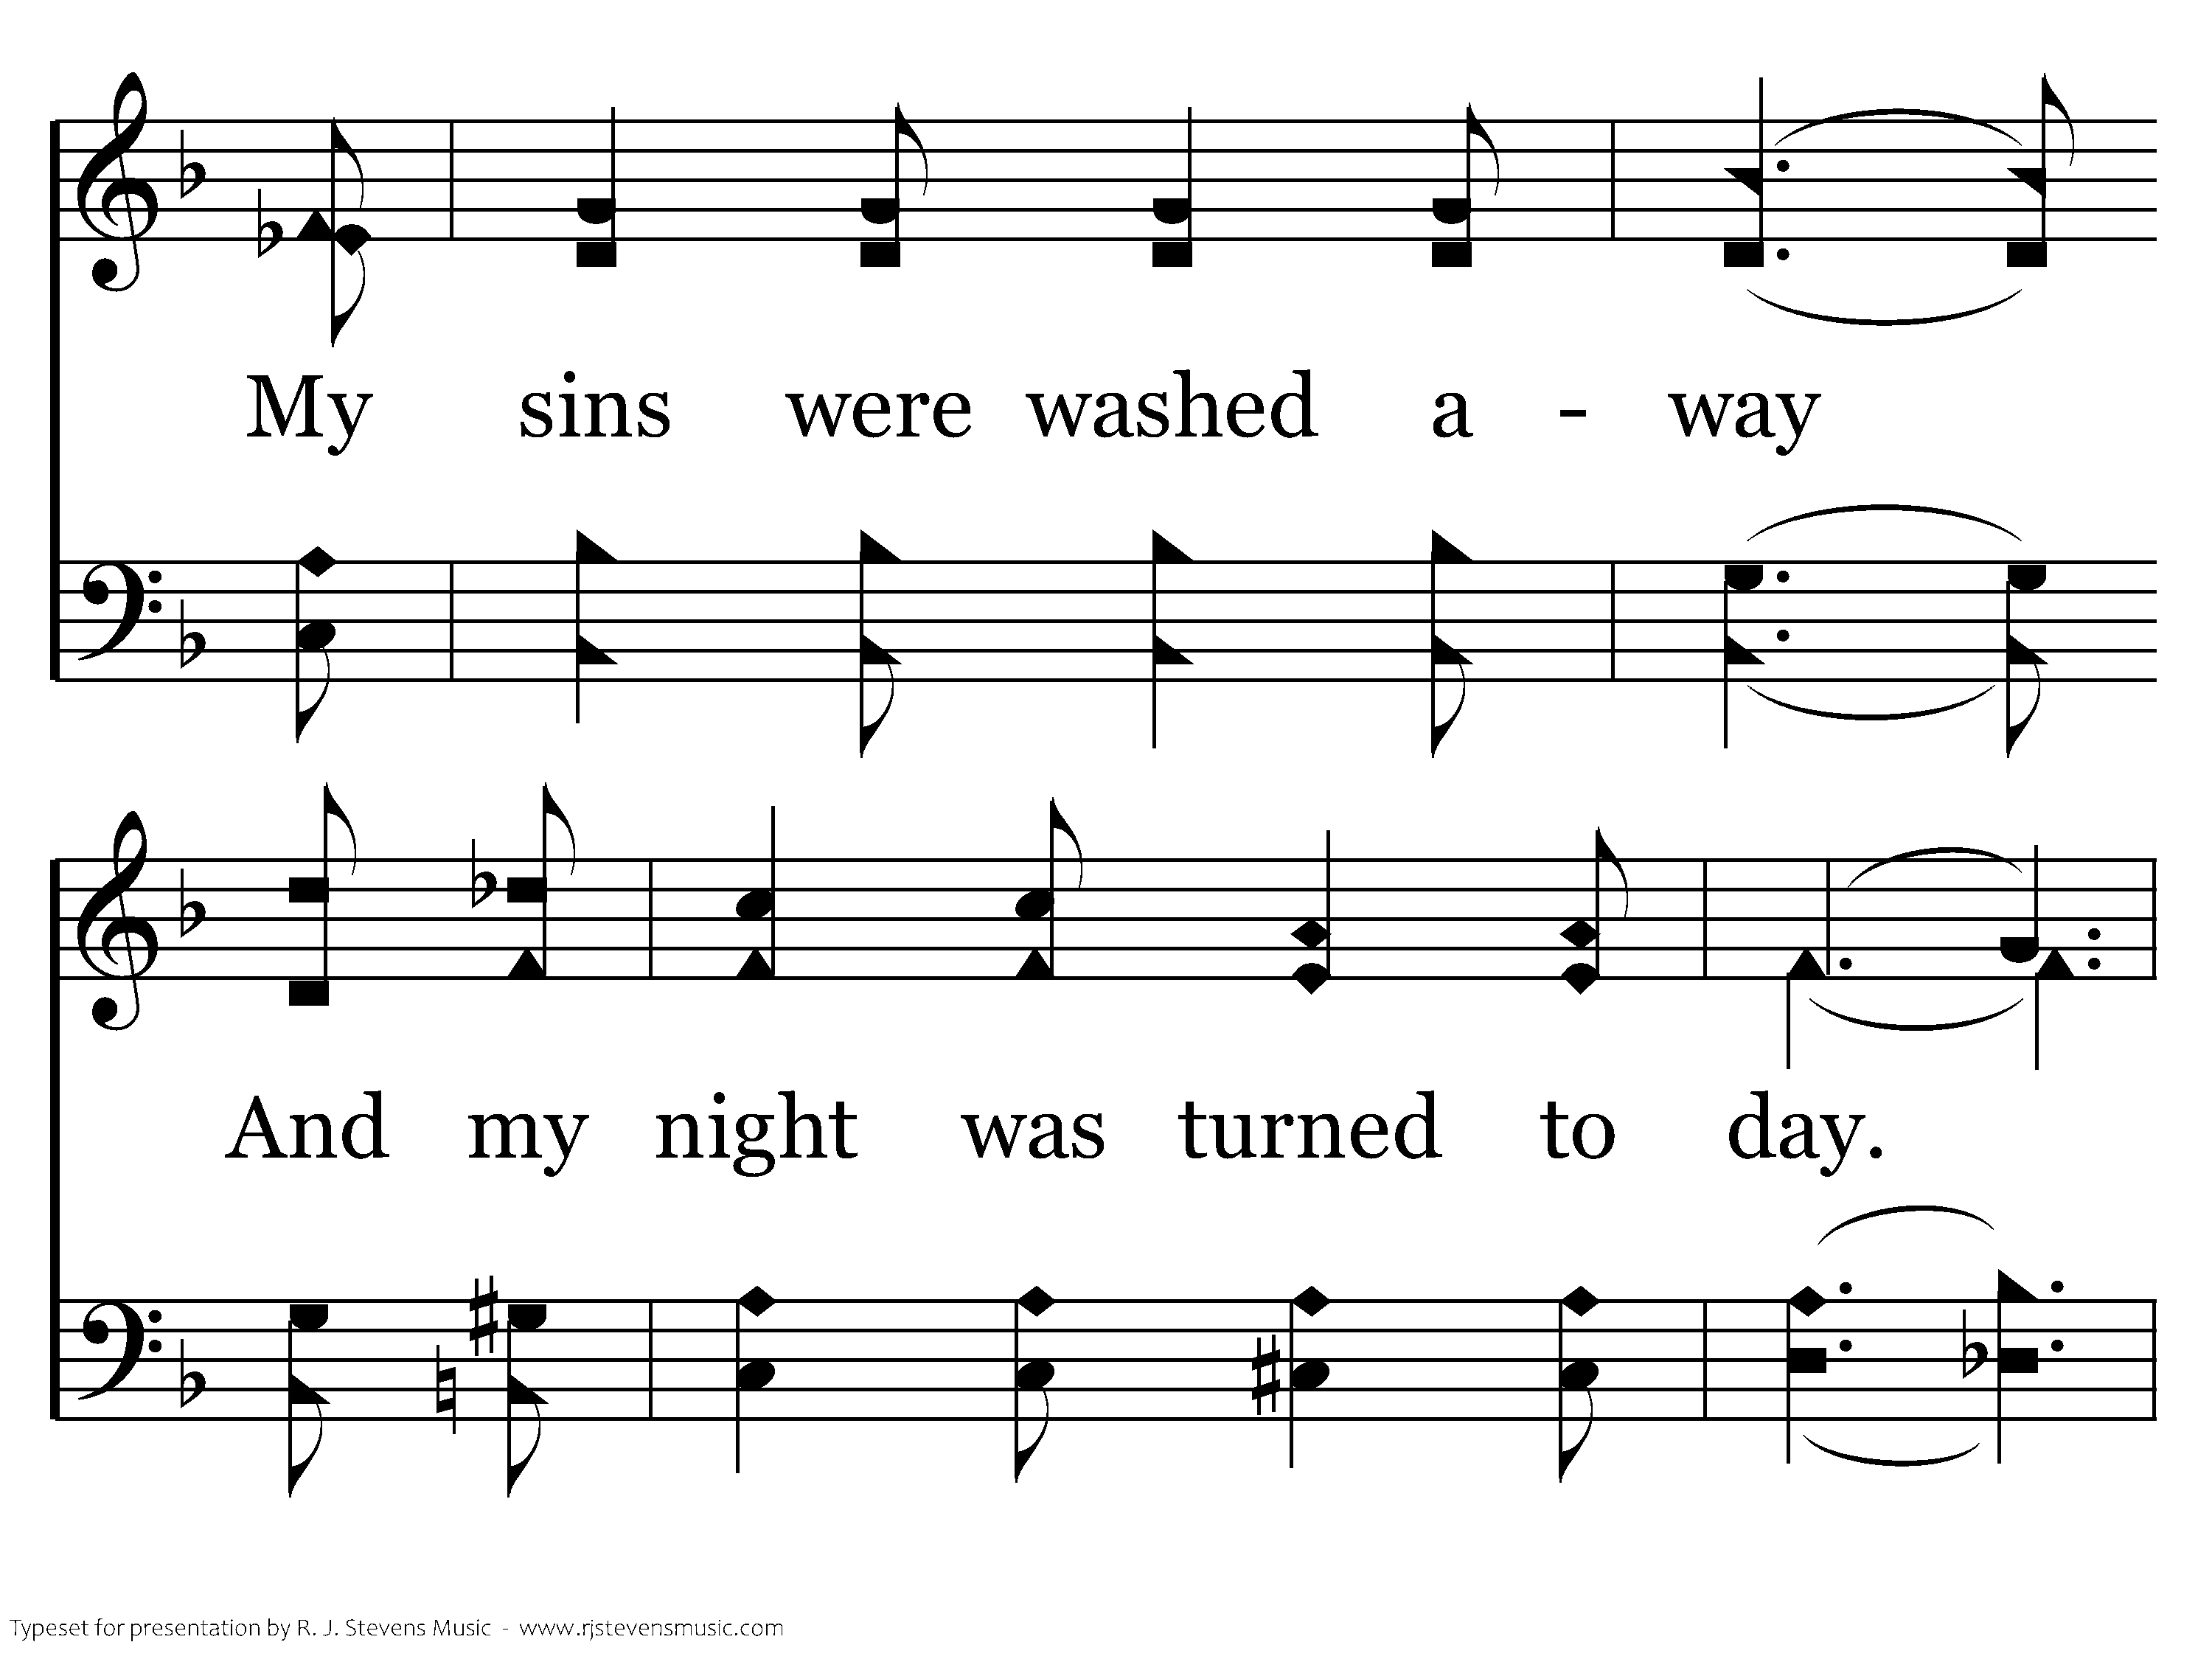 My sins were washed a - way
And my night was turned to day.
Typeset for presentation by R. J. Stevens Music - www.rjstevensmusic.com